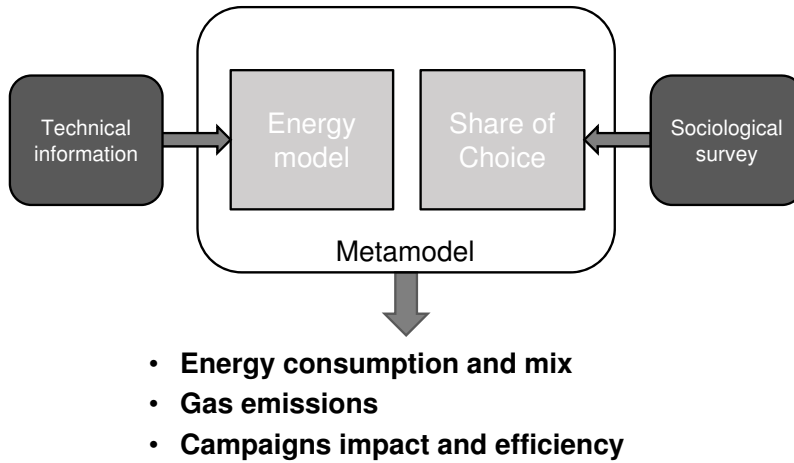 Technical
information
Energy
model
Share of
Choice
Sociological
survey
Metamodel
• Energy consumption and mix
• Gas emissions
• Campaigns impact and efficiency